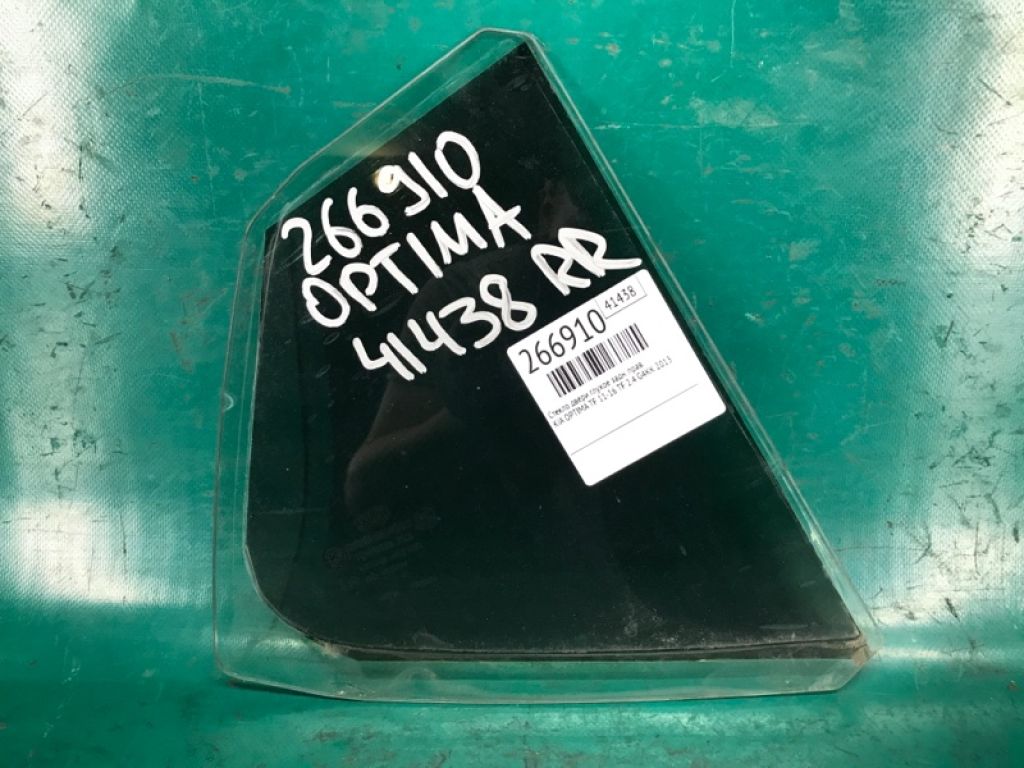 266910
OPTIMA
41438 RR
266910
41438
Стекло двери глухое задн. прав.
KIA OPTIMA TF 11-16 TF 2.4 G4KK 2013